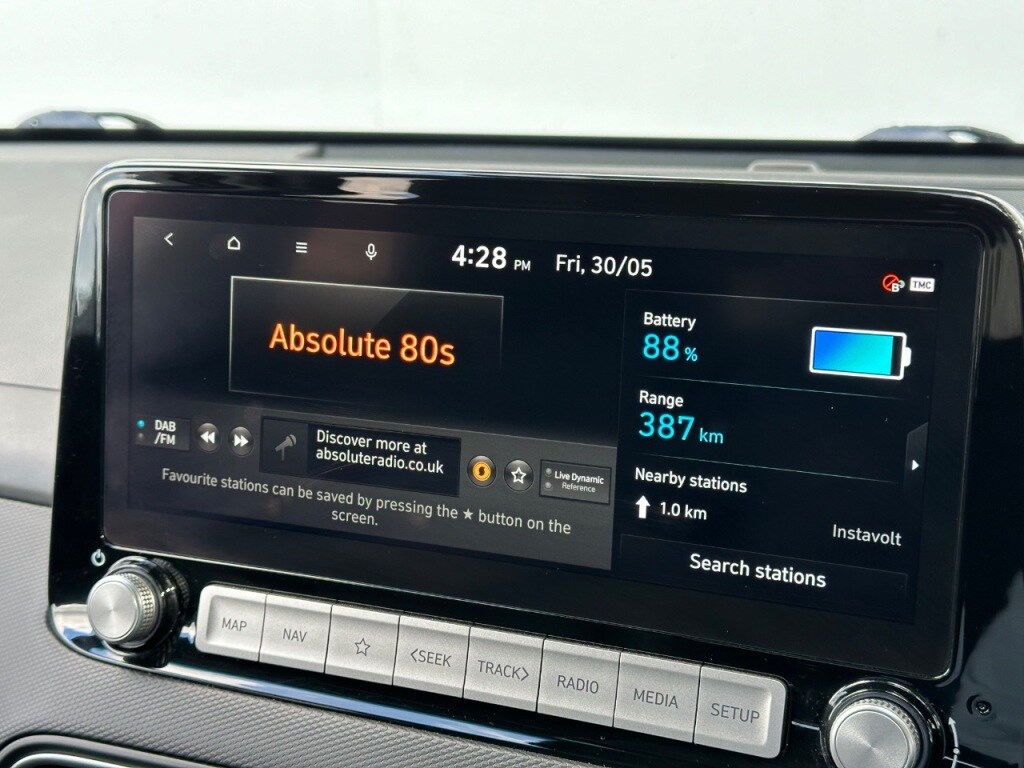 4:28 PM Fri, 30/05
TMC
Absolute 80s
Battery
88 %
Range
387 km
DAB
/FM
Discover more at
absoluteradio.co.uk
Live Dynamic
Reference
Favourite stations can be saved by pressing the ★ button on the
screen.
Nearby stations
1.0 km
Instavolt
Search stations
MAP
NAV
<SEEK
TRACK>
RADIO
MEDIA
SETUP